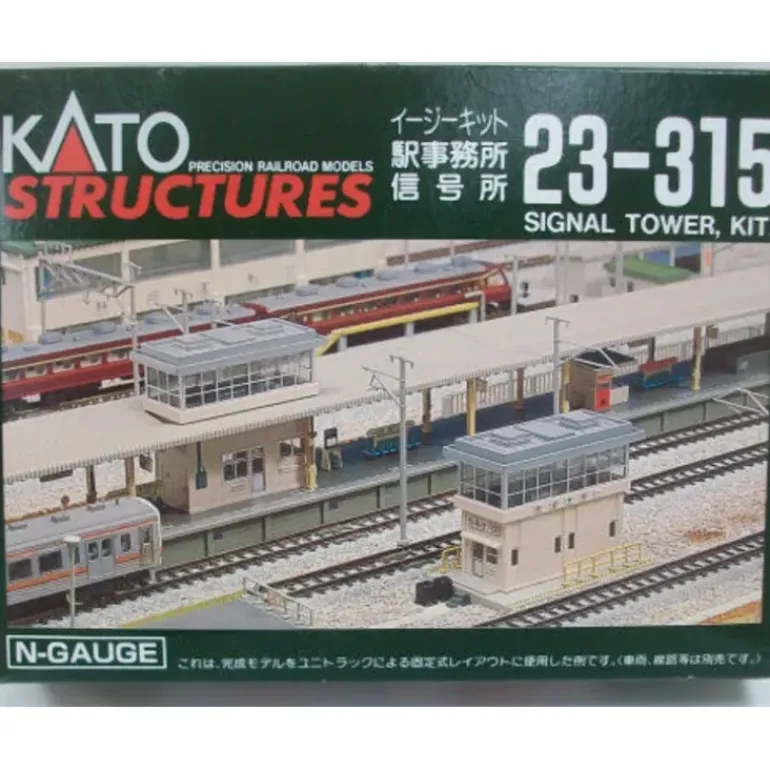 KATO
PRECISION RAILROAD MODELS
STRUCTURES
イージーキット
駅事務所
信号所
23-315
SIGNAL TOWER, KIT
N-GAUGE
これは、完成モデルをユニトラックによる固定式レイアウトに使用した例です。(車両、線路等は別売です。)